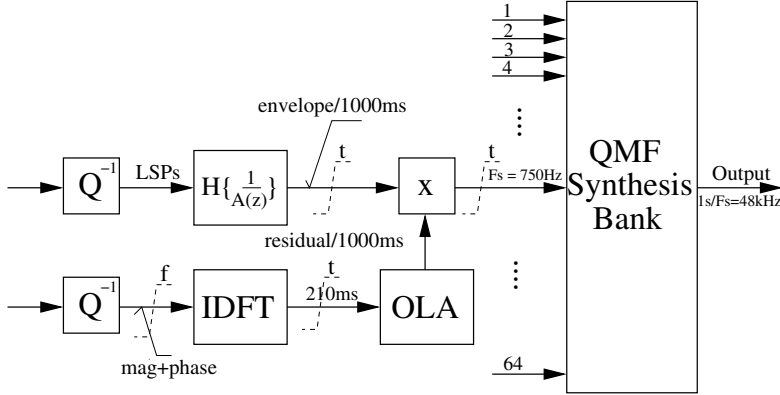 1
2
3
4
envelope/1000ms
t
t
Q⁻¹
LSPs
H{1/A(z)}
x
Fs = 750Hz
QMF
Synthesis
Bank
Output
1s/Fs=48kHz
residual/1000ms
f
t
Q⁻¹
IDFT
210ms
OLA
mag+phase
64